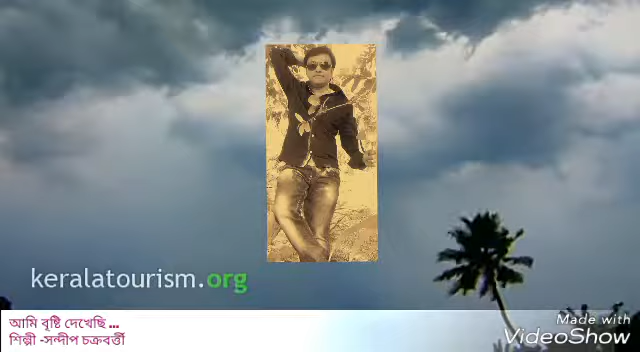 keralatourism.org
আমি বৃষ্টি দেখেছি ...
শিল্পী -সন্দীপ চক্রবর্ত্তী
Made with
VideoShow